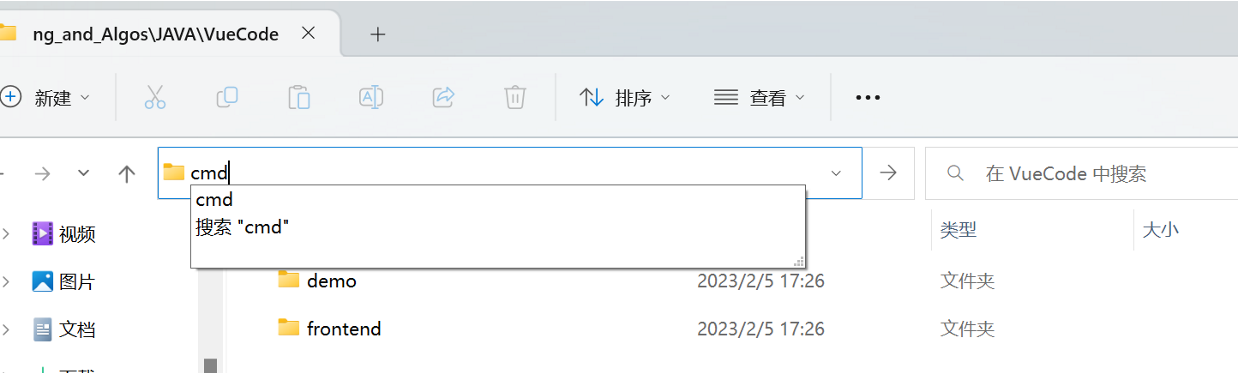 ng_and_Algos\JAVA\VueCode
新建 排序 查看
cmd 在 VueCode 中搜索
cmd
搜索 "cmd"
类型 大小
视频
图片
文档
demo 2023/2/5 17:26 文件夹
frontend 2023/2/5 17:26 文件夹